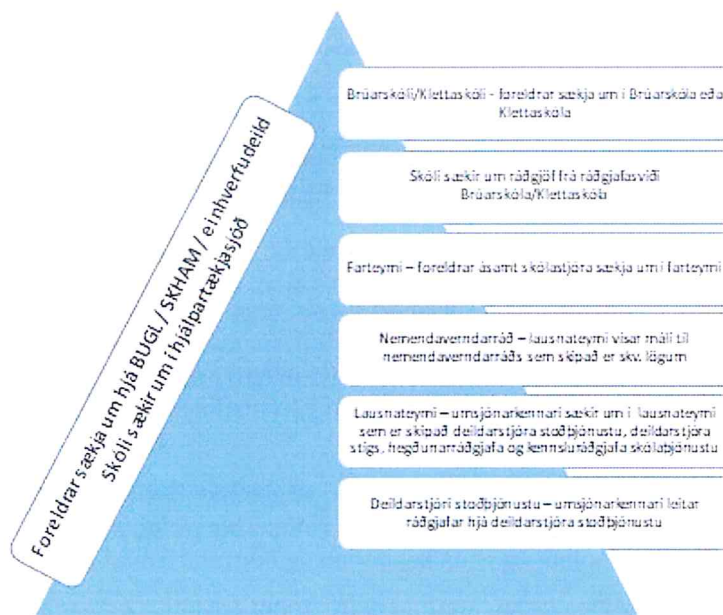 Foreldrar sækja um hjá BUGL / SKHAM / einhverfudeild
Skóli sækir um í hjálpartækjasjóð
Brúarskóli/Klettaskóli - foreldrar sækja um í Brúarskóla eða
Klettaskóla
Skóli sækir um ráðgjöf frá ráðgjafasviði
Brúarskóla/Klettaskóla
Farteymi – foreldrar ásamt skólastjóra sækja um í farteymi
Nemendaverndarráð – lausnateymi vísar máli til
nemendaverndarráðs sem skipað er skv. lögum
Lausnateymi – umsjónarkennari sækir um í lausnateymi
sem er skipað deildarstjóra stoðþjónustu, deildarstjóra
stigs, hegðunarráðgjafa og kennsluráðgjafa skólaþjónustu
Deildarstjóri stoðþjónustu – umsjónarkennari leitar
ráðgjafar hjá deildarstjóra stoðþjónustu